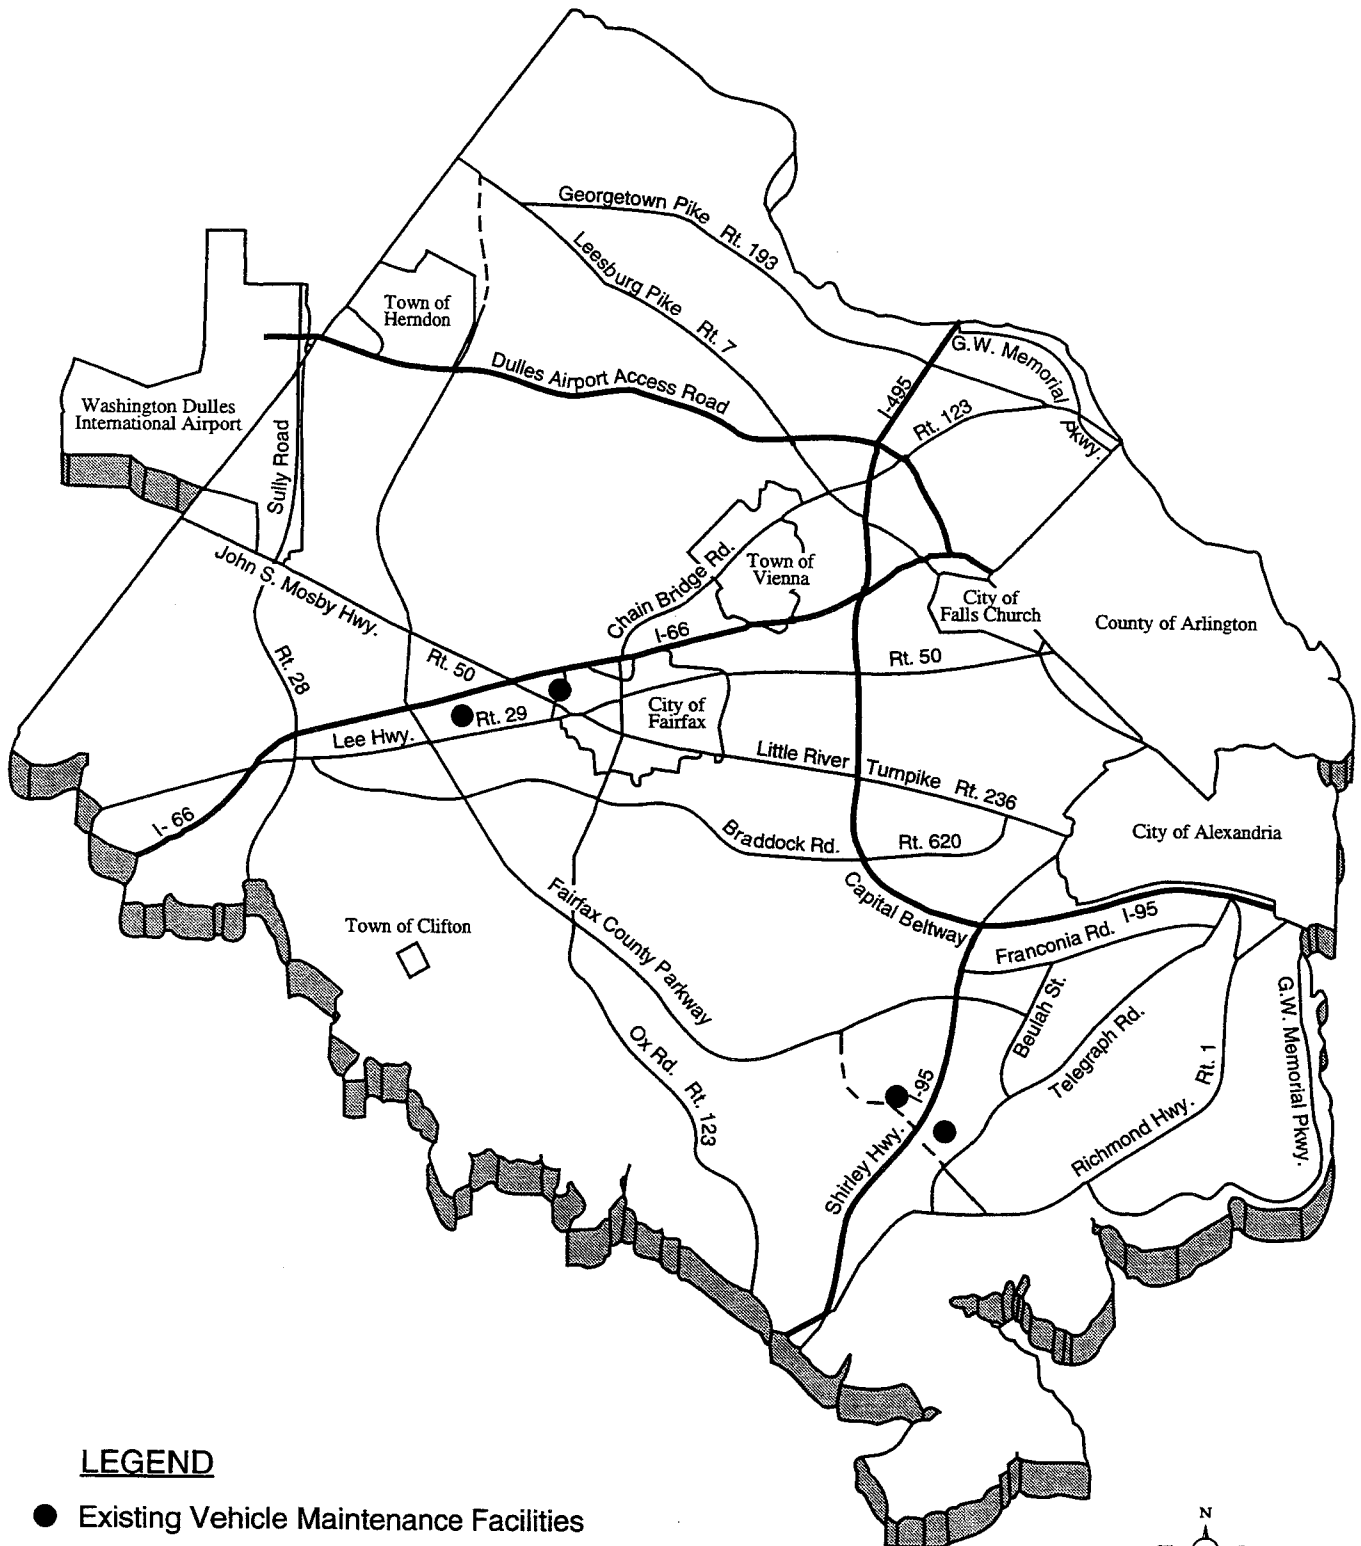 Georgetown Pike Rt. 193
Leesburg Pike Rt. 7
Town of
Herndon
G.W. Memorial Pkwy.
Dulles Airport Access Road
I-495
Rt. 123
Washington Dulles
International Airport
Sully Road
John S. Mosby Hwy.
Rt. 50
Chain Bridge Rd.
Town of
Vienna
City of
Falls Church
County of Arlington
I-66
Rt. 50
Rt. 28
City of
Fairfax
Rt. 29
Lee Hwy.
Little River Turnpike Rt. 236
I- 66
Braddock Rd. Rt. 620
City of Alexandria
Capital Beltway
I-95
Franconia Rd.
Town of Clifton
Fairfax County Parkway
Beulah St.
Telegraph Rd.
G.W. Memorial Pkwy.
Ox Rd. Rt. 123
I-95
Rt. 1
Shirley Hwy.
Richmond Hwy.
LEGEND
Existing Vehicle Maintenance Facilities
N